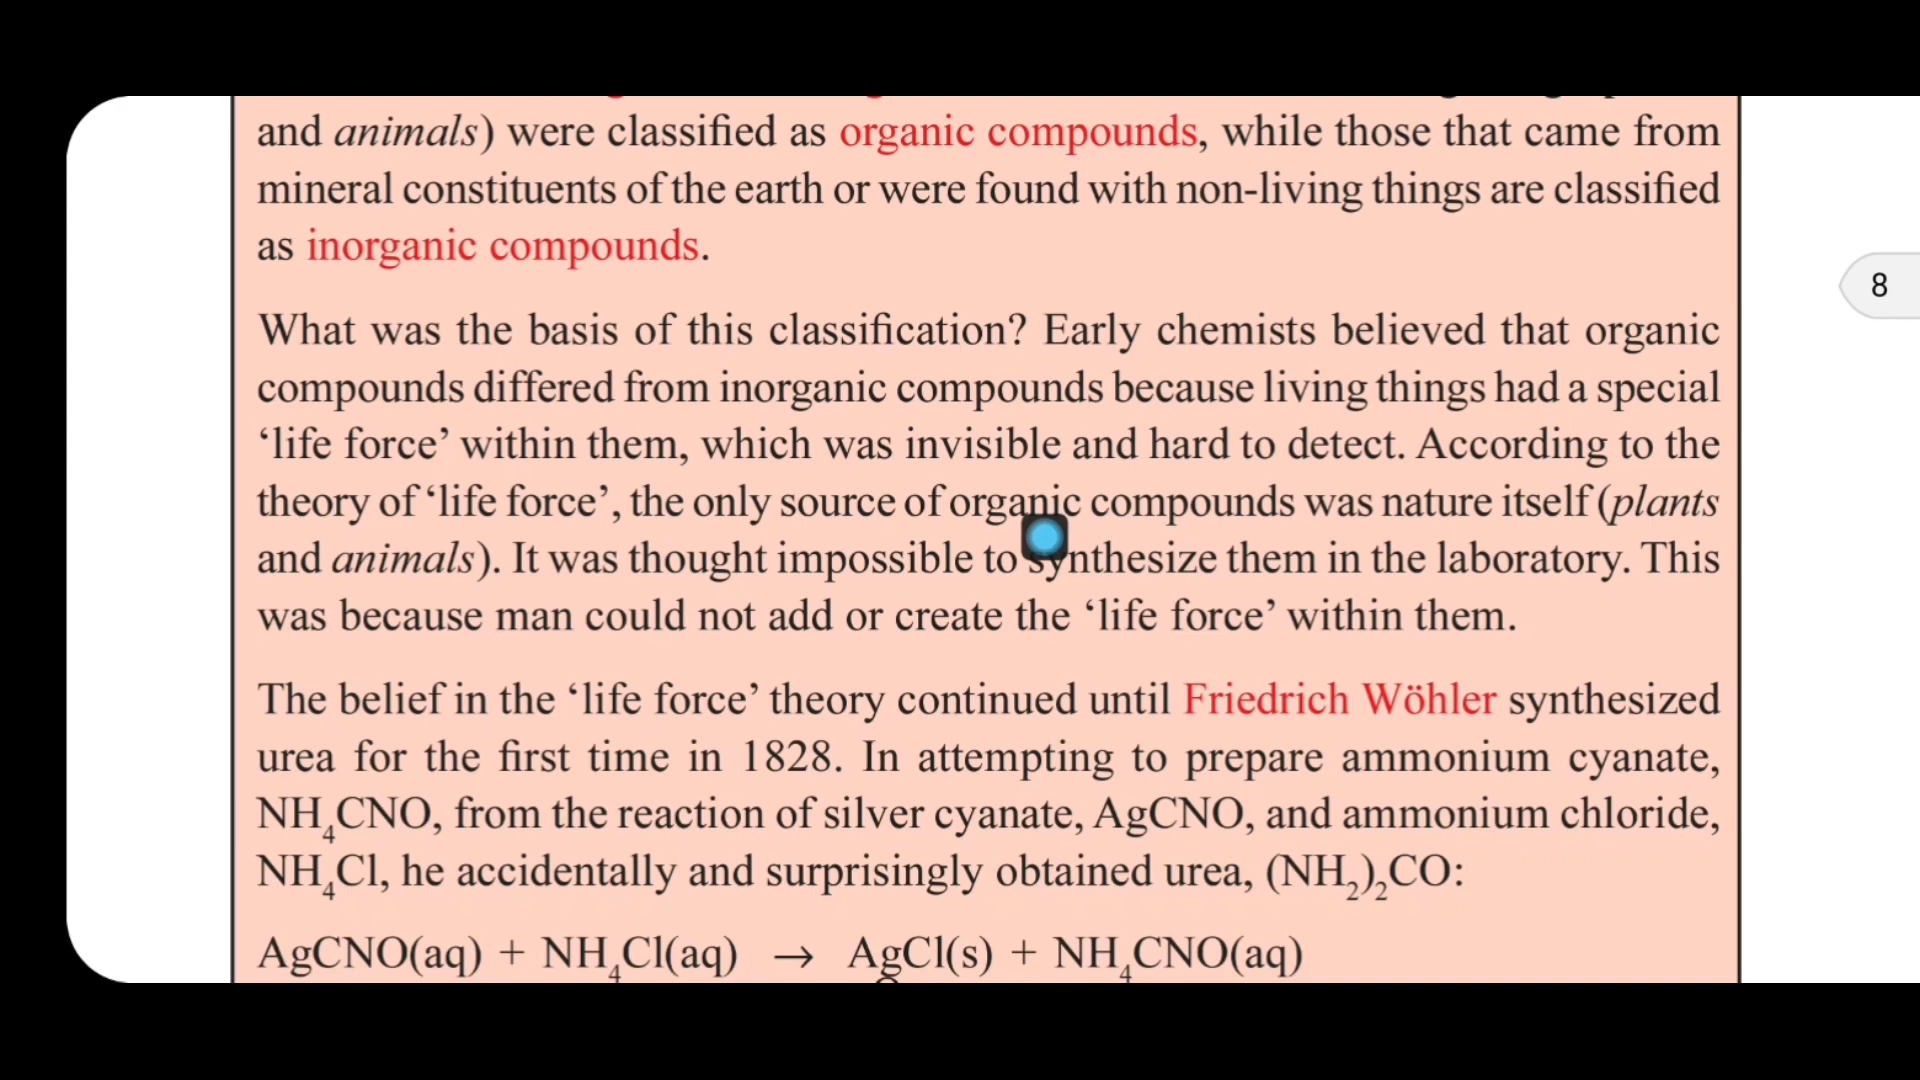 and animals) were classified as organic compounds, while those that came from
mineral constituents of the earth or were found with non-living things are classified
as inorganic compounds.
What was the basis of this classification? Early chemists believed that organic
compounds differed from inorganic compounds because living things had a special
‘life force’ within them, which was invisible and hard to detect. According to the
theory of ‘life force’, the only source of organic compounds was nature itself (plants
and animals). It was thought impossible to synthesize them in the laboratory. This
was because man could not add or create the ‘life force’ within them.
The belief in the ‘life force’ theory continued until Friedrich Wöhler synthesized
urea for the first time in 1828. In attempting to prepare ammonium cyanate,
NH₄CNO, from the reaction of silver cyanate, AgCNO, and ammonium chloride,
NH₄Cl, he accidentally and surprisingly obtained urea, (NH₂)₂CO:
AgCNO(aq) + NH₄Cl(aq) → AgCl(s) + NH₄CNO(aq)
8